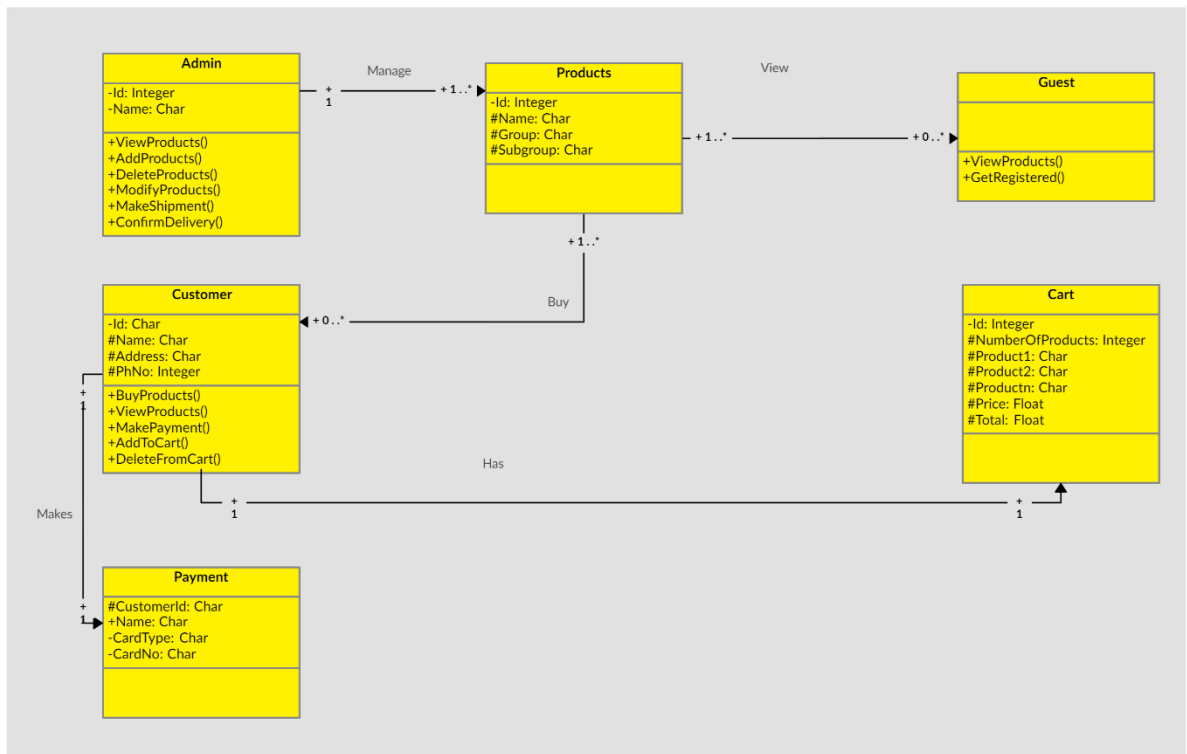 Admin
-Id: Integer
-Name: Char
+ViewProducts()
+AddProducts()
+DeleteProducts()
+ModifyProducts()
+MakeShipment()
+ConfirmDelivery()
Manage
+
1
+ 1 . . *
Products
-Id: Integer
#Name: Char
#Group: Char
#Subgroup: Char
View
+ 1 . . *
+ 0 . . *
Guest
+ViewProducts()
+GetRegistered()
+ 1 . . *
Buy
+ 0 . . *
Customer
-Id: Char
#Name: Char
#Address: Char
#PhNo: Integer
+BuyProducts()
+ViewProducts()
+MakePayment()
+AddToCart()
+DeleteFromCart()
Cart
-Id: Integer
#NumberOfProducts: Integer
#Product1: Char
#Product2: Char
#Productn: Char
#Price: Float
#Total: Float
Has
+
1
+
1
+
1
Makes
+
1
Payment
#CustomerId: Char
+Name: Char
-CardType: Char
-CardNo: Char